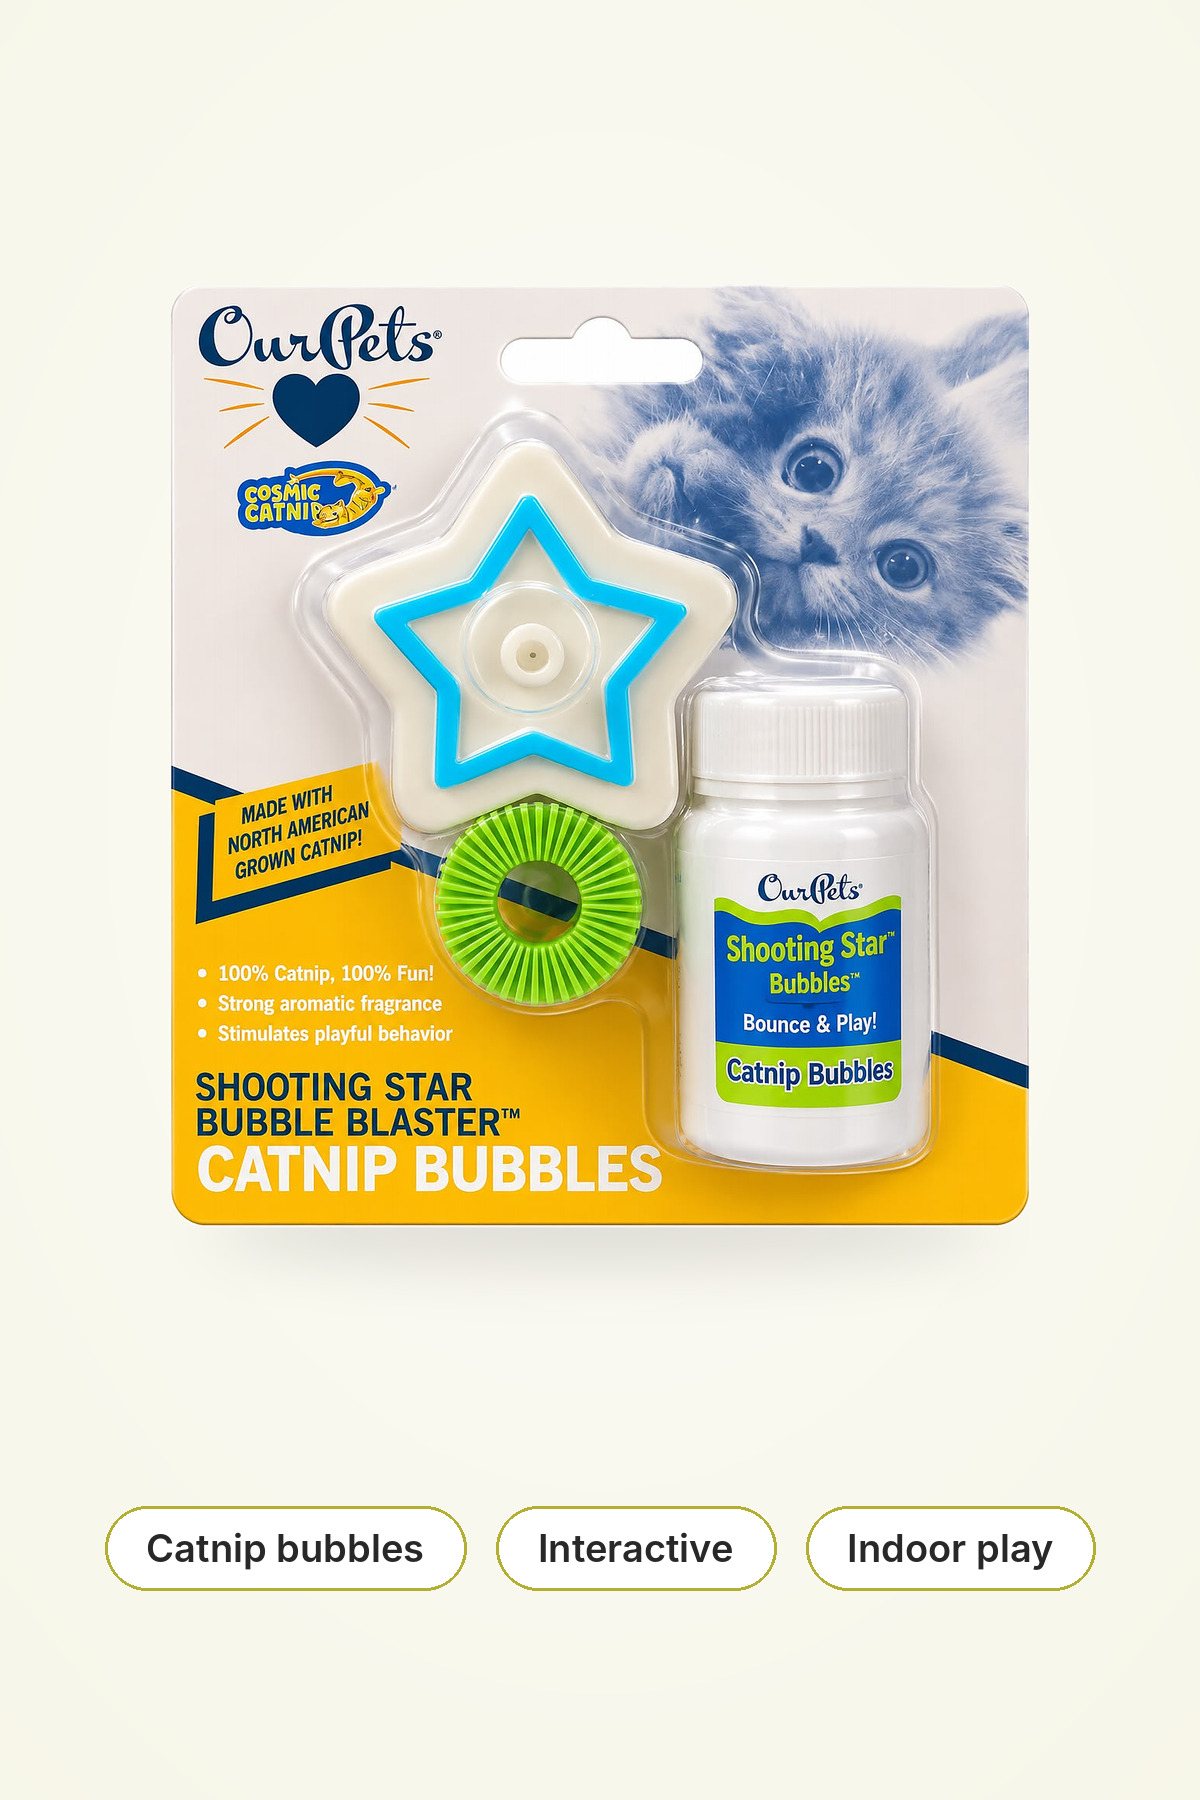 OurPets®
COSMIC
CATNIP
MADE WITH
NORTH AMERICAN
GROWN CATNIP!
• 100% Catnip, 100% Fun!
• Strong aromatic fragrance
• Stimulates playful behavior
SHOOTING STAR
BUBBLE BLASTER™
CATNIP BUBBLES
OurPets®
Shooting Star™
Bubbles™
Bounce & Play!
Catnip Bubbles
Catnip bubbles
Interactive
Indoor play